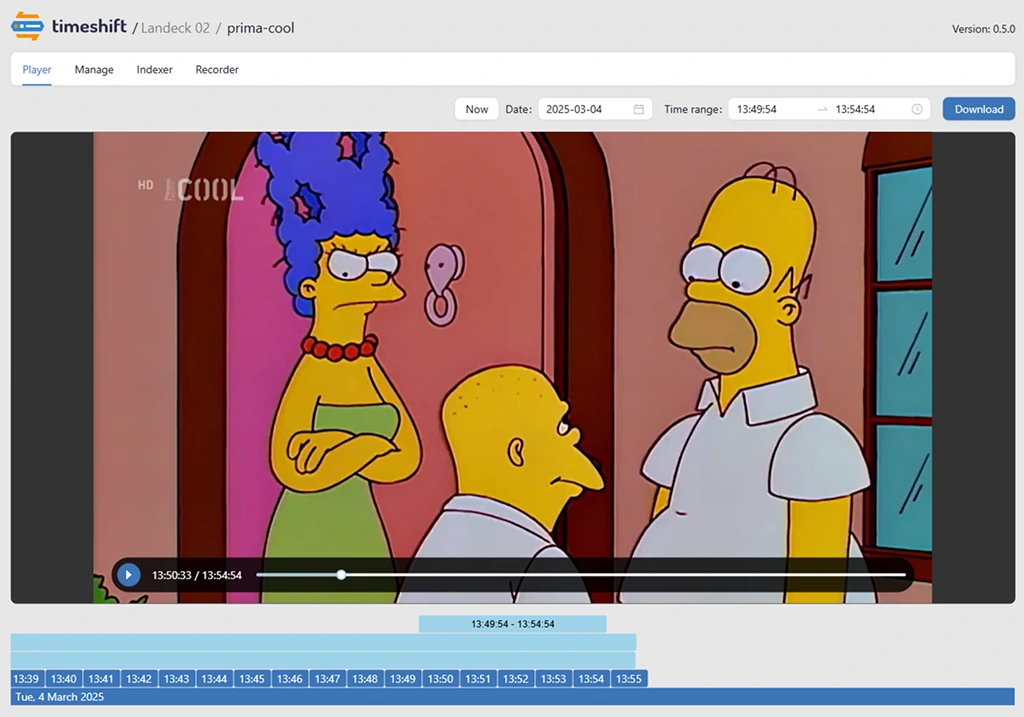 timeshift / Landeck 02 / prima-cool
Version: 0.5.0
Player Manage Indexer Recorder
Now Date: 2025-03-04 Time range: 13:49:54 → 13:54:54 Download
HD COOL
13:50:33 / 13:54:54
13:49:54 - 13:54:54
13:39 13:40 13:41 13:42 13:43 13:44 13:45 13:46 13:47 13:48 13:49 13:50 13:51 13:52 13:53 13:54 13:55
Tue, 4 March 2025